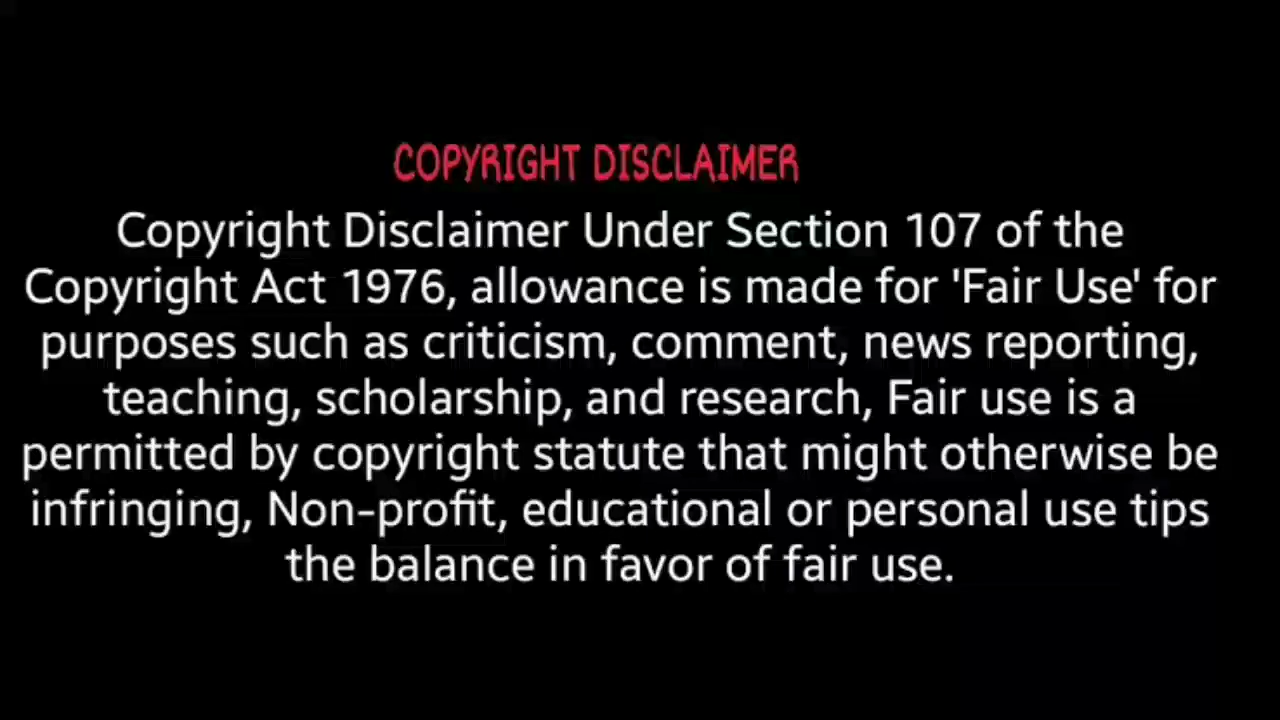 COPYRIGHT DISCLAIMER
Copyright Disclaimer Under Section 107 of the
Copyright Act 1976, allowance is made for 'Fair Use' for
purposes such as criticism, comment, news reporting,
teaching, scholarship, and research, Fair use is a
permitted by copyright statute that might otherwise be
infringing, Non-profit, educational or personal use tips
the balance in favor of fair use.